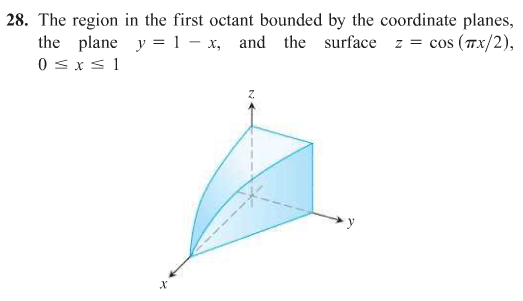 28. The region in the first octant bounded by the coordinate planes,
the plane y = 1 − x, and the surface z = cos (πx/2),
0 ≤ x ≤ 1
z
y
x